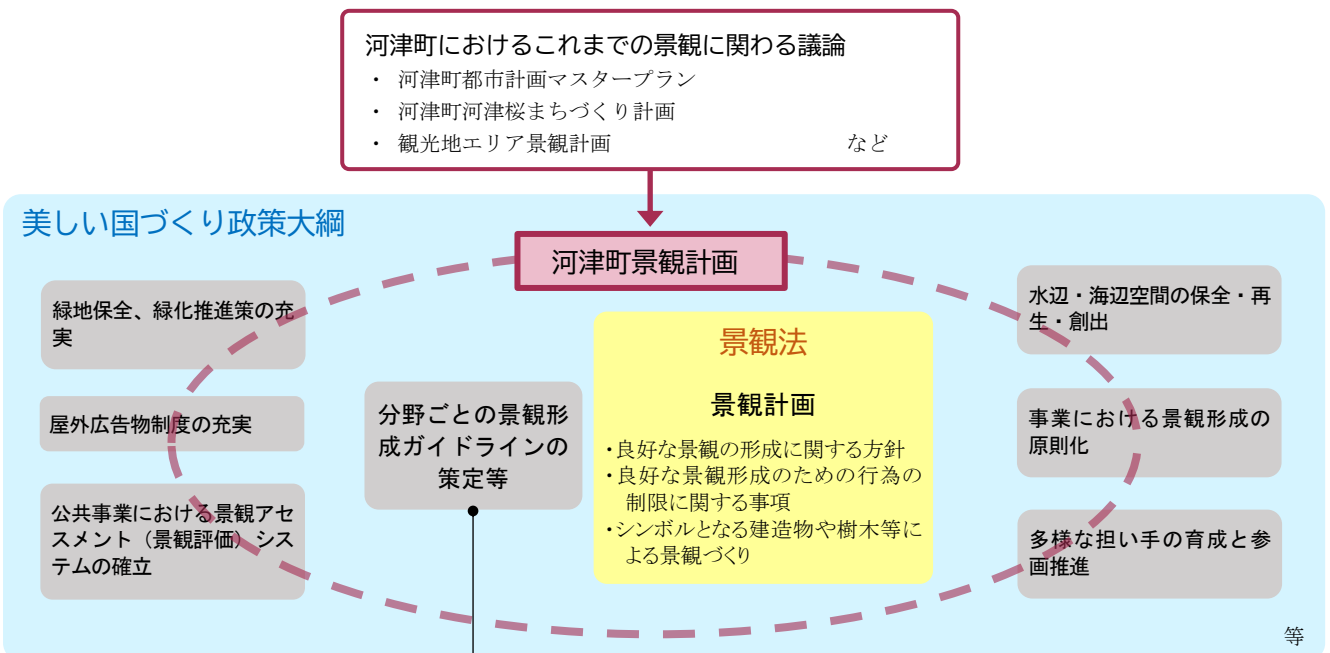 河津町におけるこれまでの景観に関わる議論
・ 河津町都市計画マスタープラン
・ 河津町河津桜まちづくり計画
・ 観光地エリア景観計画 など
美しい国づくり政策大綱
河津町景観計画
緑地保全、緑化推進策の充
実
屋外広告物制度の充実
公共事業における景観アセ
スメント（景観評価）シス
テムの確立
分野ごとの景観形
成ガイドラインの
策定等
景観法
景観計画
・良好な景観の形成に関する方針
・良好な景観形成のための行為の
制限に関する事項
・シンボルとなる建造物や樹木等に
よる景観づくり
水辺・海辺空間の保全・再
生・創出
事業における景観形成の
原則化
多様な担い手の育成と参
画推進
等